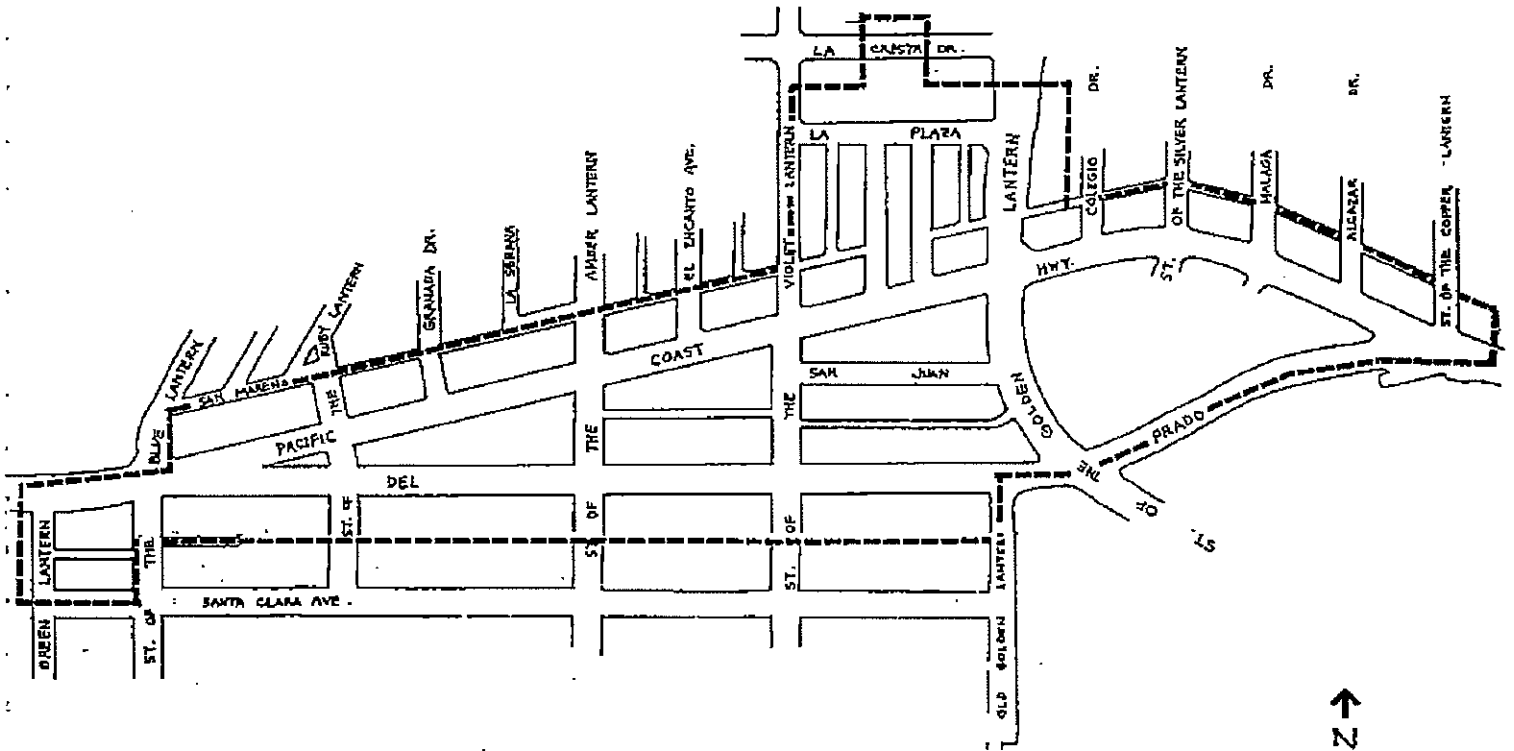 LA CRISTA DR.
LA PLAZA
LANTERN
COLEGIO DR.
ST. OF THE SILVER LANTERN
MALAGA DR.
ALCAZAR DR.
ST. OF THE COPPER LANTERN
ST. OF THE VIOLET LANTERN
EL ENCANTO AVE.
ST. OF THE AMBER LANTERN
LA SERENA
GRANADA DR.
ST. OF THE RUBY LANTERN
ST. OF THE BLUE LANTERN
SAN MARINO
PACIFIC COAST HWY.
SAN JUAN
ST. OF THE GOLDEN
PRADO
DEL
GREEN LANTERN
SANTA CLARA AVE.
OLD GOLDEN LANTERN
N